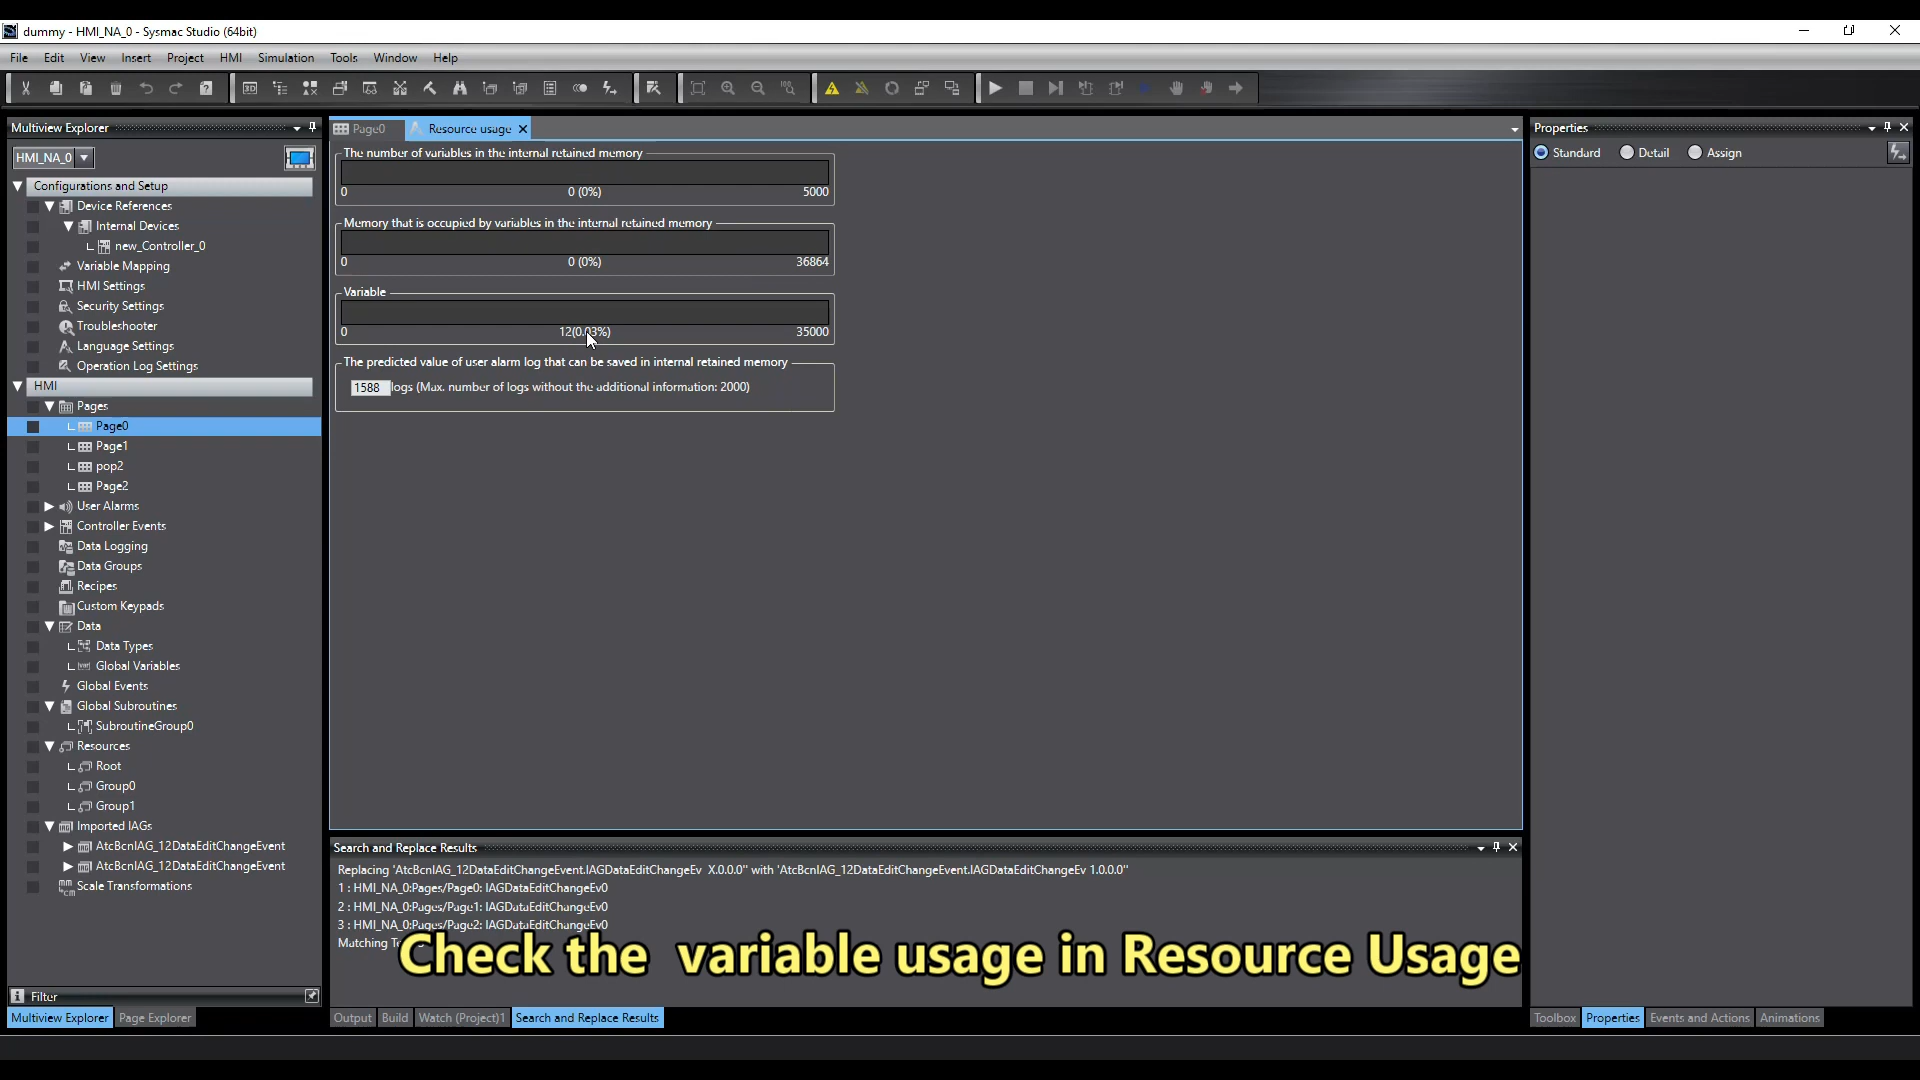 dummy - HMI_NA_0 - Sysmac Studio (64bit)
File Edit View Insert Project HMI Simulation Tools Window Help
Multiview Explorer
HMI_NA_0
Configurations and Setup
Device References
Internal Devices
new_Controller_0
Variable Mapping
HMI Settings
Security Settings
Troubleshooter
Language Settings
Operation Log Settings
HMI
Pages
Page0
Page1
pop2
Page2
User Alarms
Controller Events
Data Logging
Data Groups
Recipes
Custom Keypads
Data
Data Types
Global Variables
Global Events
Global Subroutines
SubroutineGroup0
Resources
Root
Group0
Group1
Imported IAGs
AtcBcnIAG_12DataEditChangeEvent
AtcBcnIAG_12DataEditChangeEvent
Scale Transformations
Filter
Multiview Explorer Page Explorer
Page0 Resource usage
The number of variables in the internal retained memory
0 0 (0%) 5000
Memory that is occupied by variables in the internal retained memory
0 0 (0%) 36864
Variable
0 12(0.03%) 35000
The predicted value of user alarm log that can be saved in internal retained memory
1588 logs (Max. number of logs without the additional information: 2000)
Search and Replace Results
Replacing 'AtcBcnIAG_12DataEditChangeEvent.IAGDataEditChangeEv X.0.0.0" with 'AtcBcnIAG_12DataEditChangeEvent.IAGDataEditChangeEv 1.0.0.0"
1 : HMI_NA_0:Pages/Page0: IAGDataEditChangeEv0
2 : HMI_NA_0:Pages/Page1: IAGDataEditChangeEv0
3 : HMI_NA_0:Pages/Page2: IAGDataEditChangeEv0
Matching
Check the variable usage in Resource Usage
Output Build Watch (Project)1 Search and Replace Results
Properties
Standard Detail Assign
Toolbox Properties Events and Actions Animations